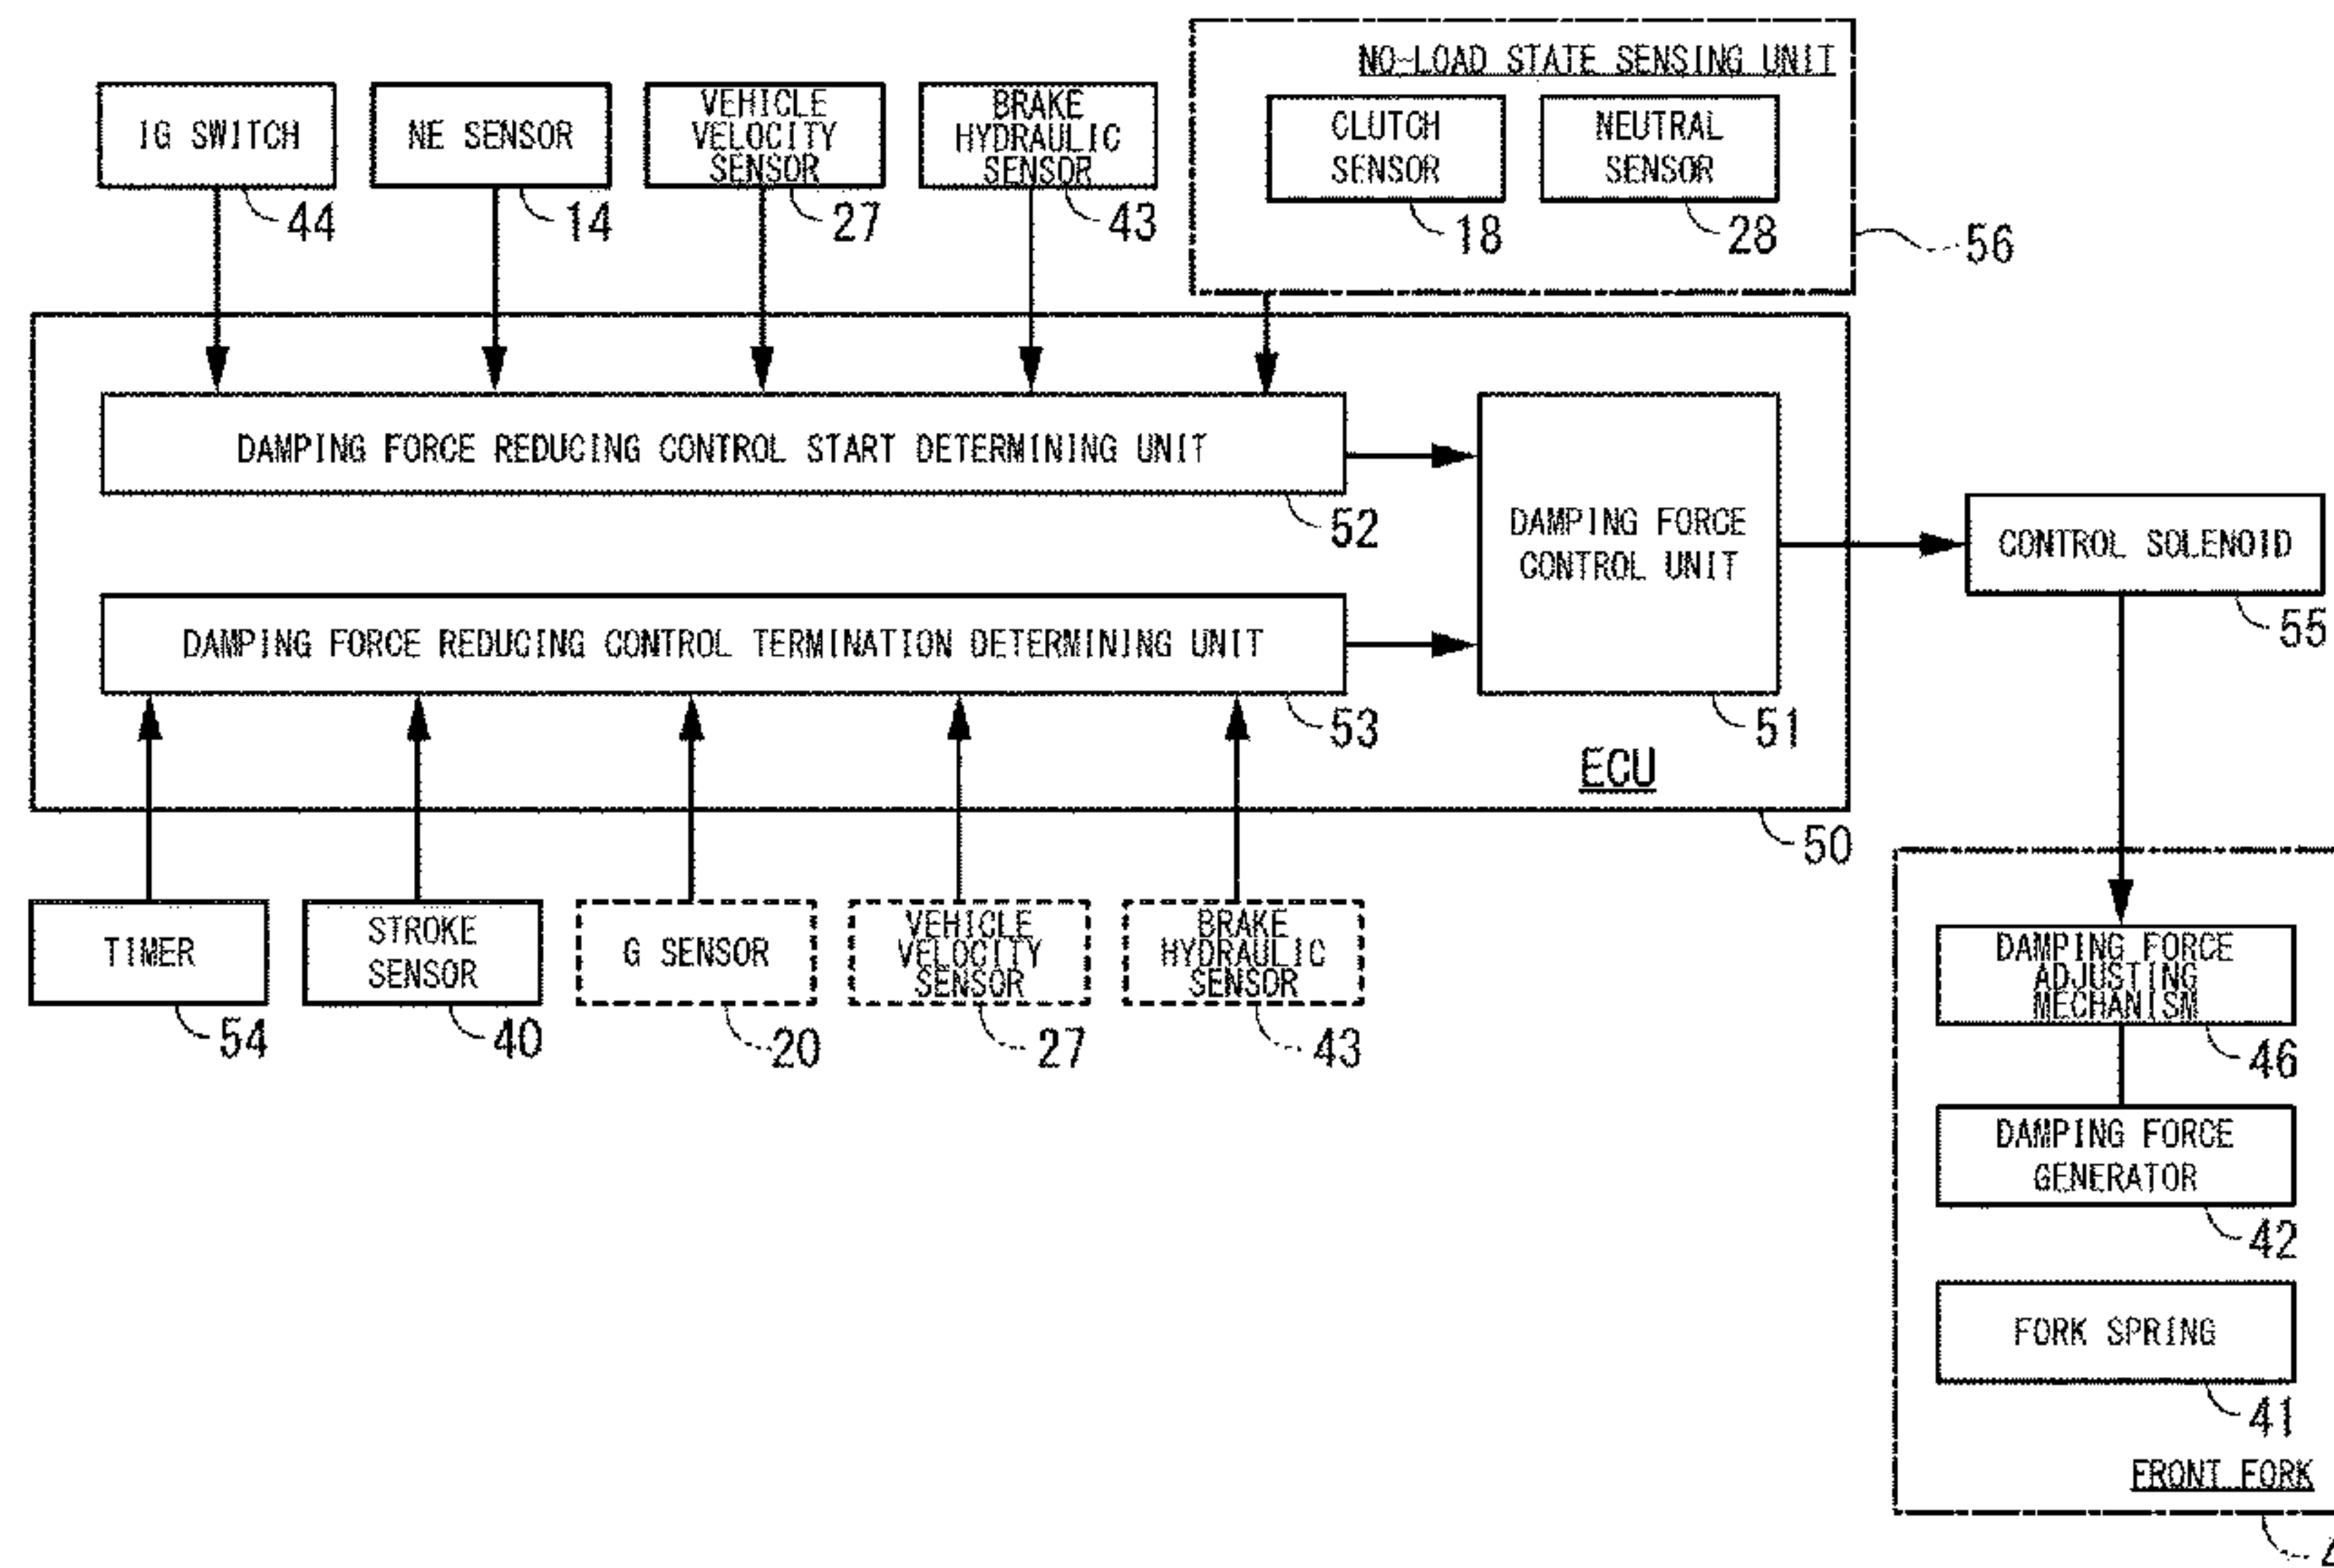 NO-LOAD STATE SENSING UNIT
IG SWITCH
NE SENSOR
VEHICLE
VELOCITY
SENSOR
BRAKE
HYDRAULIC
SENSOR
CLUTCH
SENSOR
NEUTRAL
SENSOR
44
14
27
43
18
28
56
DAMPING FORCE REDUCING CONTROL START DETERMINING UNIT
52
DAMPING FORCE
CONTROL UNIT
51
CONTROL SOLENOID
55
DAMPING FORCE REDUCING CONTROL TERMINATION DETERMINING UNIT
53
ECU
50
TIMER
STROKE
SENSOR
G SENSOR
VEHICLE
VELOCITY
SENSOR
BRAKE
HYDRAULIC
SENSOR
54
40
20
27
43
DAMPING FORCE
ADJUSTING
MECHANISM
46
DAMPING FORCE
GENERATOR
42
FORK SPRING
41
FRONT FORK